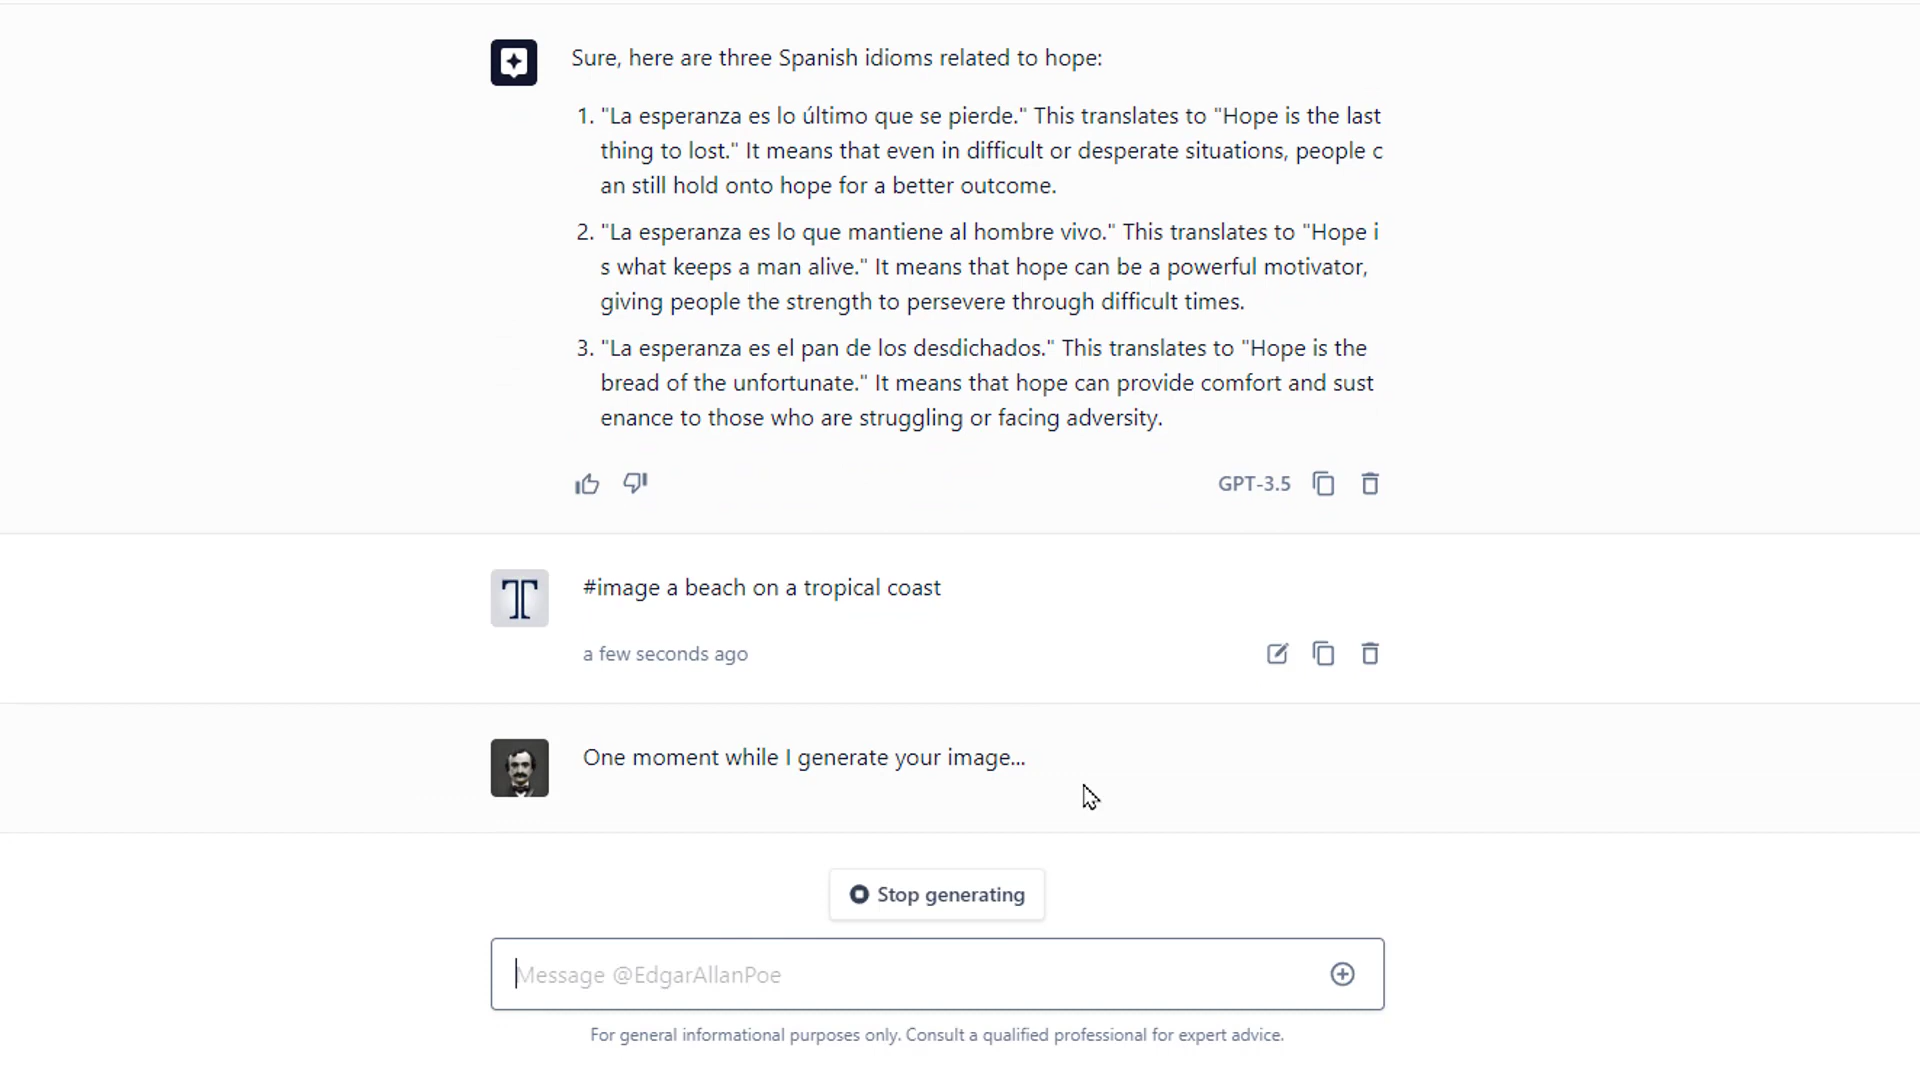 Sure, here are three Spanish idioms related to hope:
1. "La esperanza es lo último que se pierde." This translates to "Hope is the last
thing to lost." It means that even in difficult or desperate situations, people c
an still hold onto hope for a better outcome.
2. "La esperanza es lo que mantiene al hombre vivo." This translates to "Hope i
s what keeps a man alive." It means that hope can be a powerful motivator,
giving people the strength to persevere through difficult times.
3. "La esperanza es el pan de los desdichados." This translates to "Hope is the
bread of the unfortunate." It means that hope can provide comfort and sust
enance to those who are struggling or facing adversity.
GPT-3.5
T
#image a beach on a tropical coast
a few seconds ago
One moment while I generate your image...
Stop generating
Message @EdgarAllanPoe
For general informational purposes only. Consult a qualified professional for expert advice.